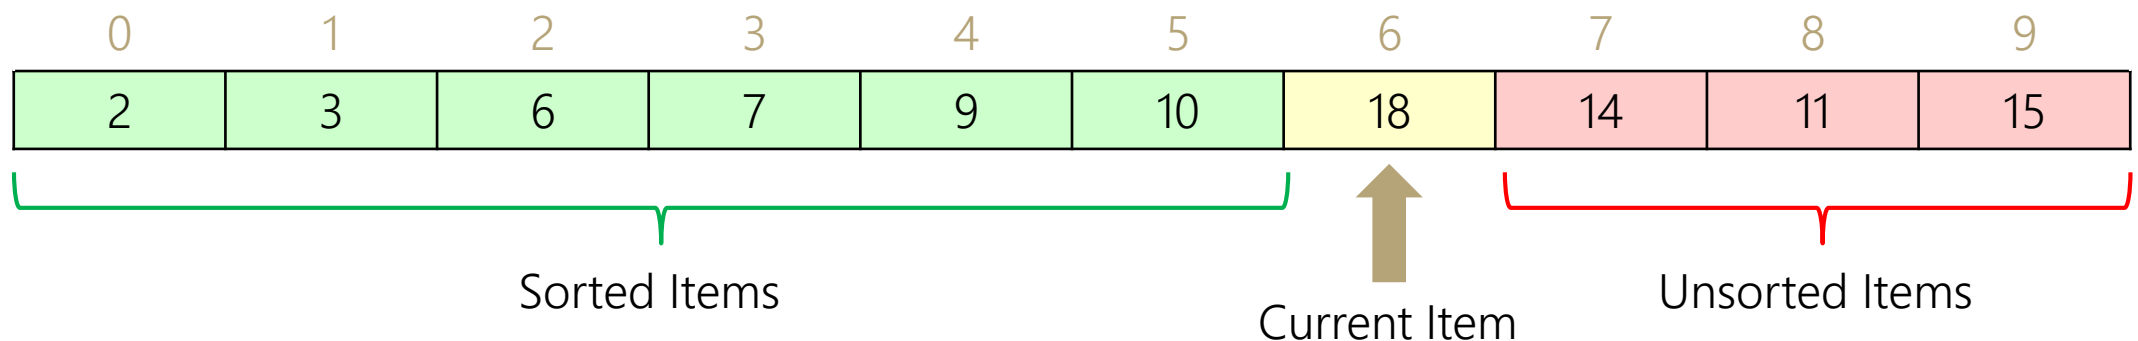 0 1 2 3 4 5 6 7 8 9
2 3 6 7 9 10 18 14 11 15
Sorted Items
Current Item
Unsorted Items